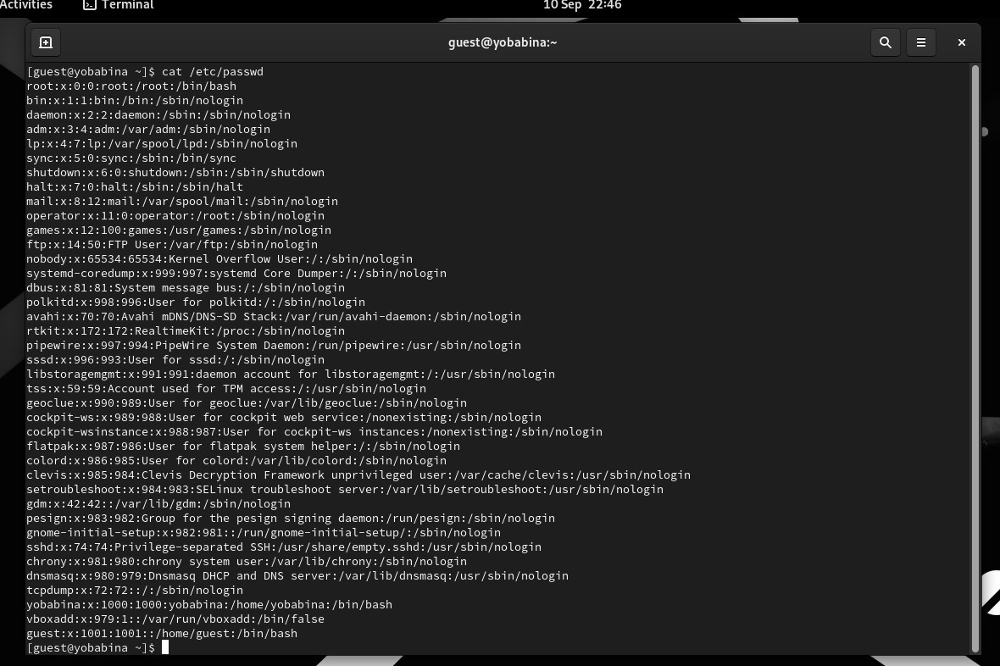 Activities Terminal 10 Sep 22:46
guest@yobabina:~
[guest@yobabina ~]$ cat /etc/passwd
root:x:0:0:root:/root:/bin/bash
bin:x:1:1:bin:/bin:/sbin/nologin
daemon:x:2:2:daemon:/sbin:/sbin/nologin
adm:x:3:4:adm:/var/adm:/sbin/nologin
lp:x:4:7:lp:/var/spool/lpd:/sbin/nologin
sync:x:5:0:sync:/sbin:/bin/sync
shutdown:x:6:0:shutdown:/sbin:/sbin/shutdown
halt:x:7:0:halt:/sbin:/sbin/halt
mail:x:8:12:mail:/var/spool/mail:/sbin/nologin
operator:x:11:0:operator:/root:/sbin/nologin
games:x:12:100:games:/usr/games:/sbin/nologin
ftp:x:14:50:FTP User:/var/ftp:/sbin/nologin
nobody:x:65534:65534:Kernel Overflow User:/:/sbin/nologin
systemd-coredump:x:999:997:systemd Core Dumper:/:/sbin/nologin
dbus:x:81:81:System message bus:/:/sbin/nologin
polkitd:x:998:996:User for polkitd:/:/sbin/nologin
avahi:x:70:70:Avahi mDNS/DNS-SD Stack:/var/run/avahi-daemon:/sbin/nologin
rtkit:x:172:172:RealtimeKit:/proc:/sbin/nologin
pipewire:x:997:994:PipeWire System Daemon:/run/pipewire:/usr/sbin/nologin
sssd:x:996:993:User for sssd:/:/sbin/nologin
libstoragemgmt:x:991:991:daemon account for libstoragemgmt:/:/usr/sbin/nologin
tss:x:59:59:Account used for TPM access:/:/usr/sbin/nologin
geoclue:x:990:989:User for geoclue:/var/lib/geoclue:/sbin/nologin
cockpit-ws:x:989:988:User for cockpit web service:/nonexisting:/sbin/nologin
cockpit-wsinstance:x:988:987:User for cockpit-ws instances:/nonexisting:/sbin/nologin
flatpak:x:987:986:User for flatpak system helper:/:/sbin/nologin
colord:x:986:985:User for colord:/var/lib/colord:/sbin/nologin
clevis:x:985:984:Clevis Decryption Framework unprivileged user:/var/cache/clevis:/usr/sbin/nologin
setroubleshoot:x:984:983:SELinux troubleshoot server:/var/lib/setroubleshoot:/usr/sbin/nologin
gdm:x:42:42::/var/lib/gdm:/sbin/nologin
pesign:x:983:982:Group for the pesign signing daemon:/run/pesign:/sbin/nologin
gnome-initial-setup:x:982:981::/run/gnome-initial-setup/:/sbin/nologin
sshd:x:74:74:Privilege-separated SSH:/usr/share/empty.sshd:/usr/sbin/nologin
chrony:x:981:980:chrony system user:/var/lib/chrony:/sbin/nologin
dnsmasq:x:980:979:Dnsmasq DHCP and DNS server:/var/lib/dnsmasq:/usr/sbin/nologin
tcpdump:x:72:72::/:/sbin/nologin
yobabina:x:1000:1000:yobabina:/home/yobabina:/bin/bash
vboxadd:x:979:1::/var/run/vboxadd:/bin/false
guest:x:1001:1001::/home/guest:/bin/bash
[guest@yobabina ~]$